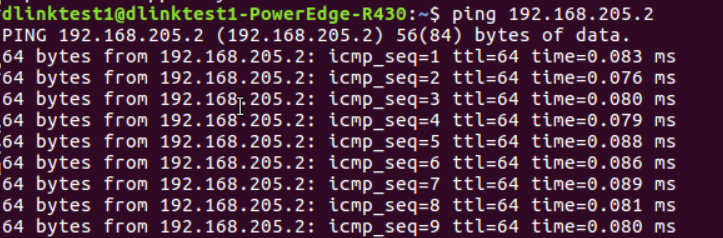 dlinktest1@dlinktest1-PowerEdge-R430:~$ ping 192.168.205.2
PING 192.168.205.2 (192.168.205.2) 56(84) bytes of data.
64 bytes from 192.168.205.2: icmp_seq=1 ttl=64 time=0.083 ms
64 bytes from 192.168.205.2: icmp_seq=2 ttl=64 time=0.076 ms
64 bytes from 192.168.205.2: icmp_seq=3 ttl=64 time=0.080 ms
64 bytes from 192.168.205.2: icmp_seq=4 ttl=64 time=0.079 ms
64 bytes from 192.168.205.2: icmp_seq=5 ttl=64 time=0.088 ms
64 bytes from 192.168.205.2: icmp_seq=6 ttl=64 time=0.086 ms
64 bytes from 192.168.205.2: icmp_seq=7 ttl=64 time=0.089 ms
64 bytes from 192.168.205.2: icmp_seq=8 ttl=64 time=0.081 ms
64 bytes from 192.168.205.2: icmp_seq=9 ttl=64 time=0.080 ms